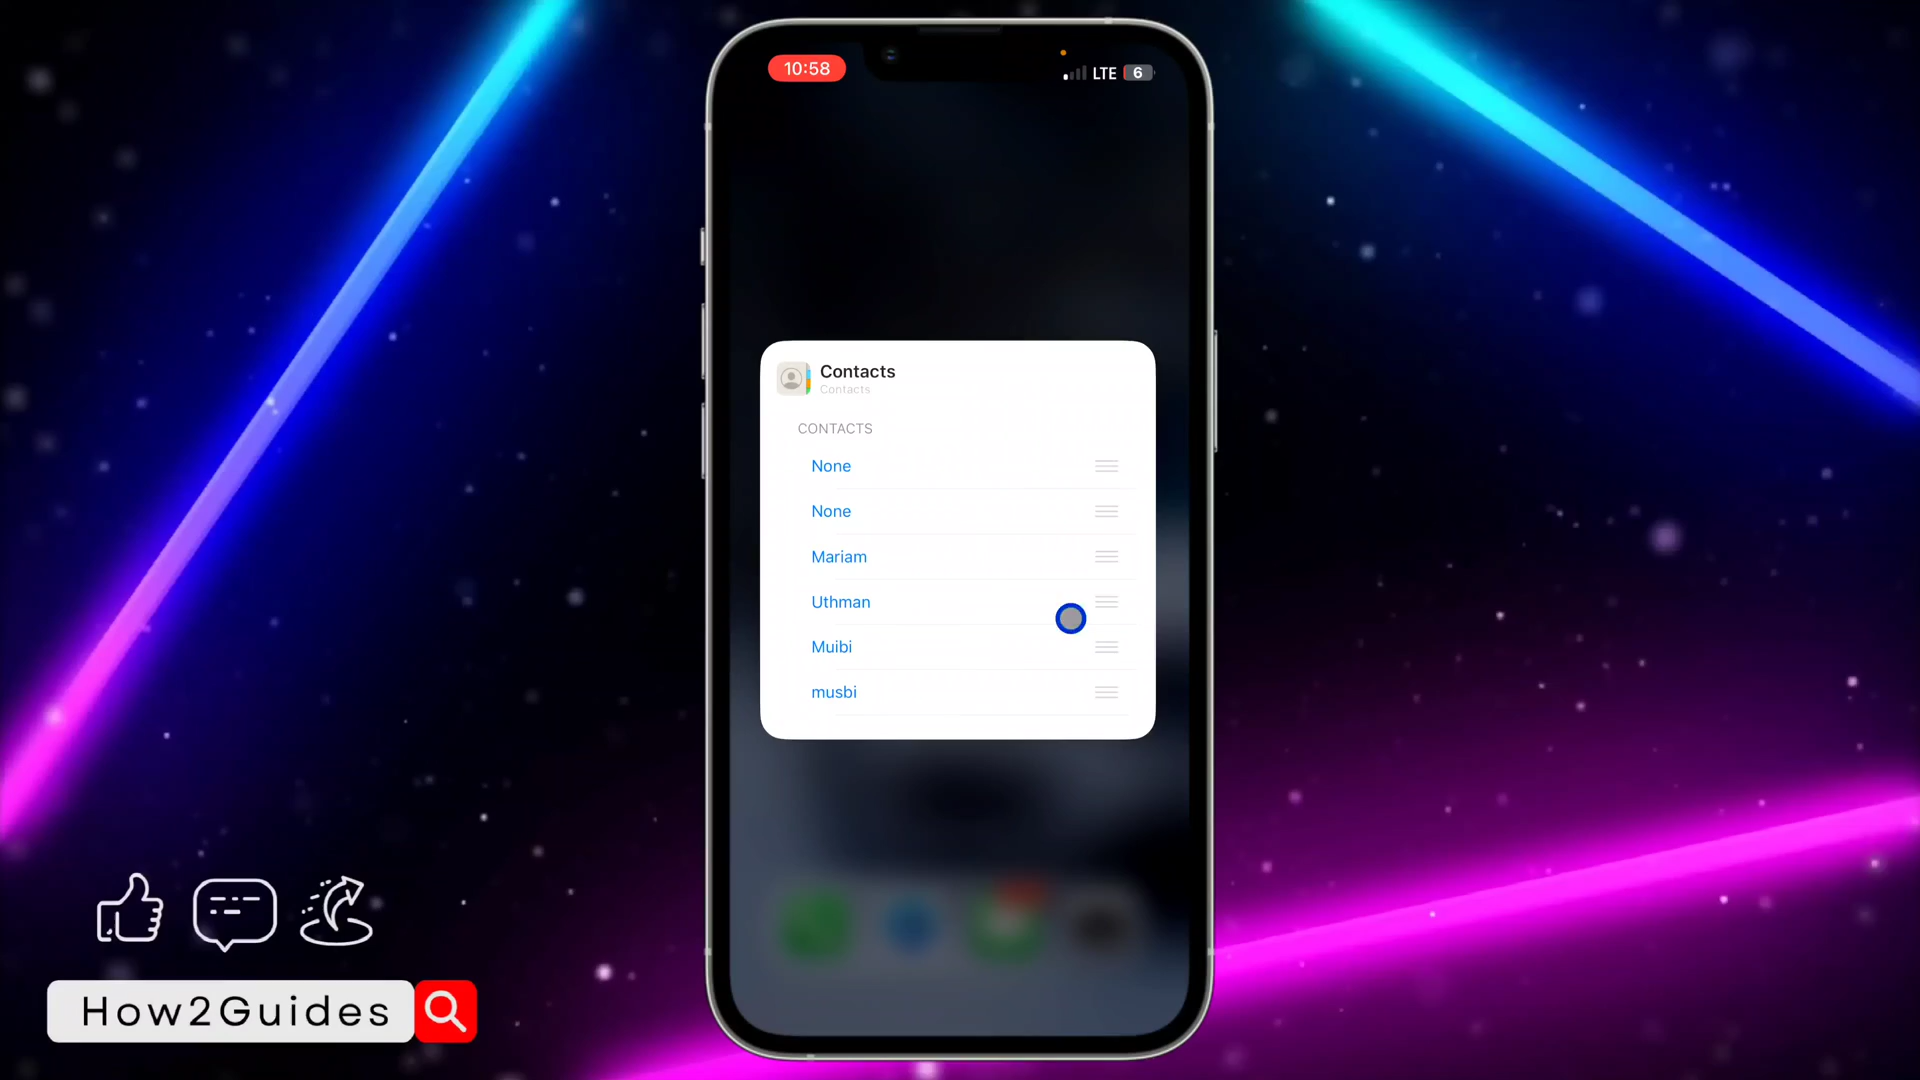 10:58
LTE 6
Contacts
Contacts
CONTACTS
None
None
Mariam
Uthman
Muibi
musbi
How2Guides